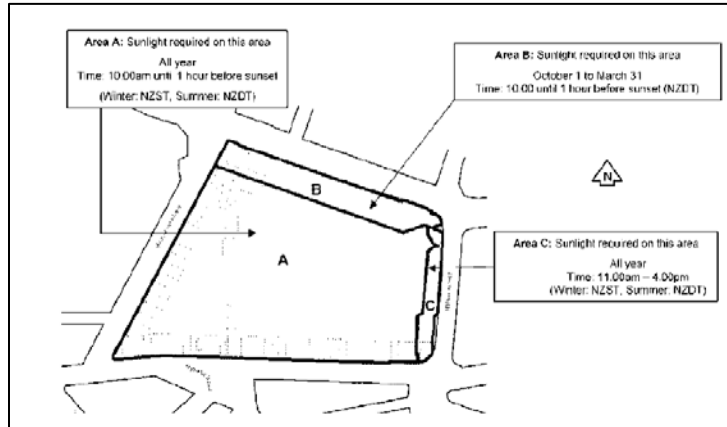 Area A: Sunlight required on this area
All year
Time: 10:00am until 1 hour before sunset
(Winter: NZST, Summer: NZDT)
Area B: Sunlight required on this area
October 1 to March 31
Time: 10:00 until 1 hour before sunset (NZDT)
N
B
A
Area C: Sunlight required on this area
All year
Time: 11.00am – 4.00pm
(Winter: NZST, Summer: NZDT)
C